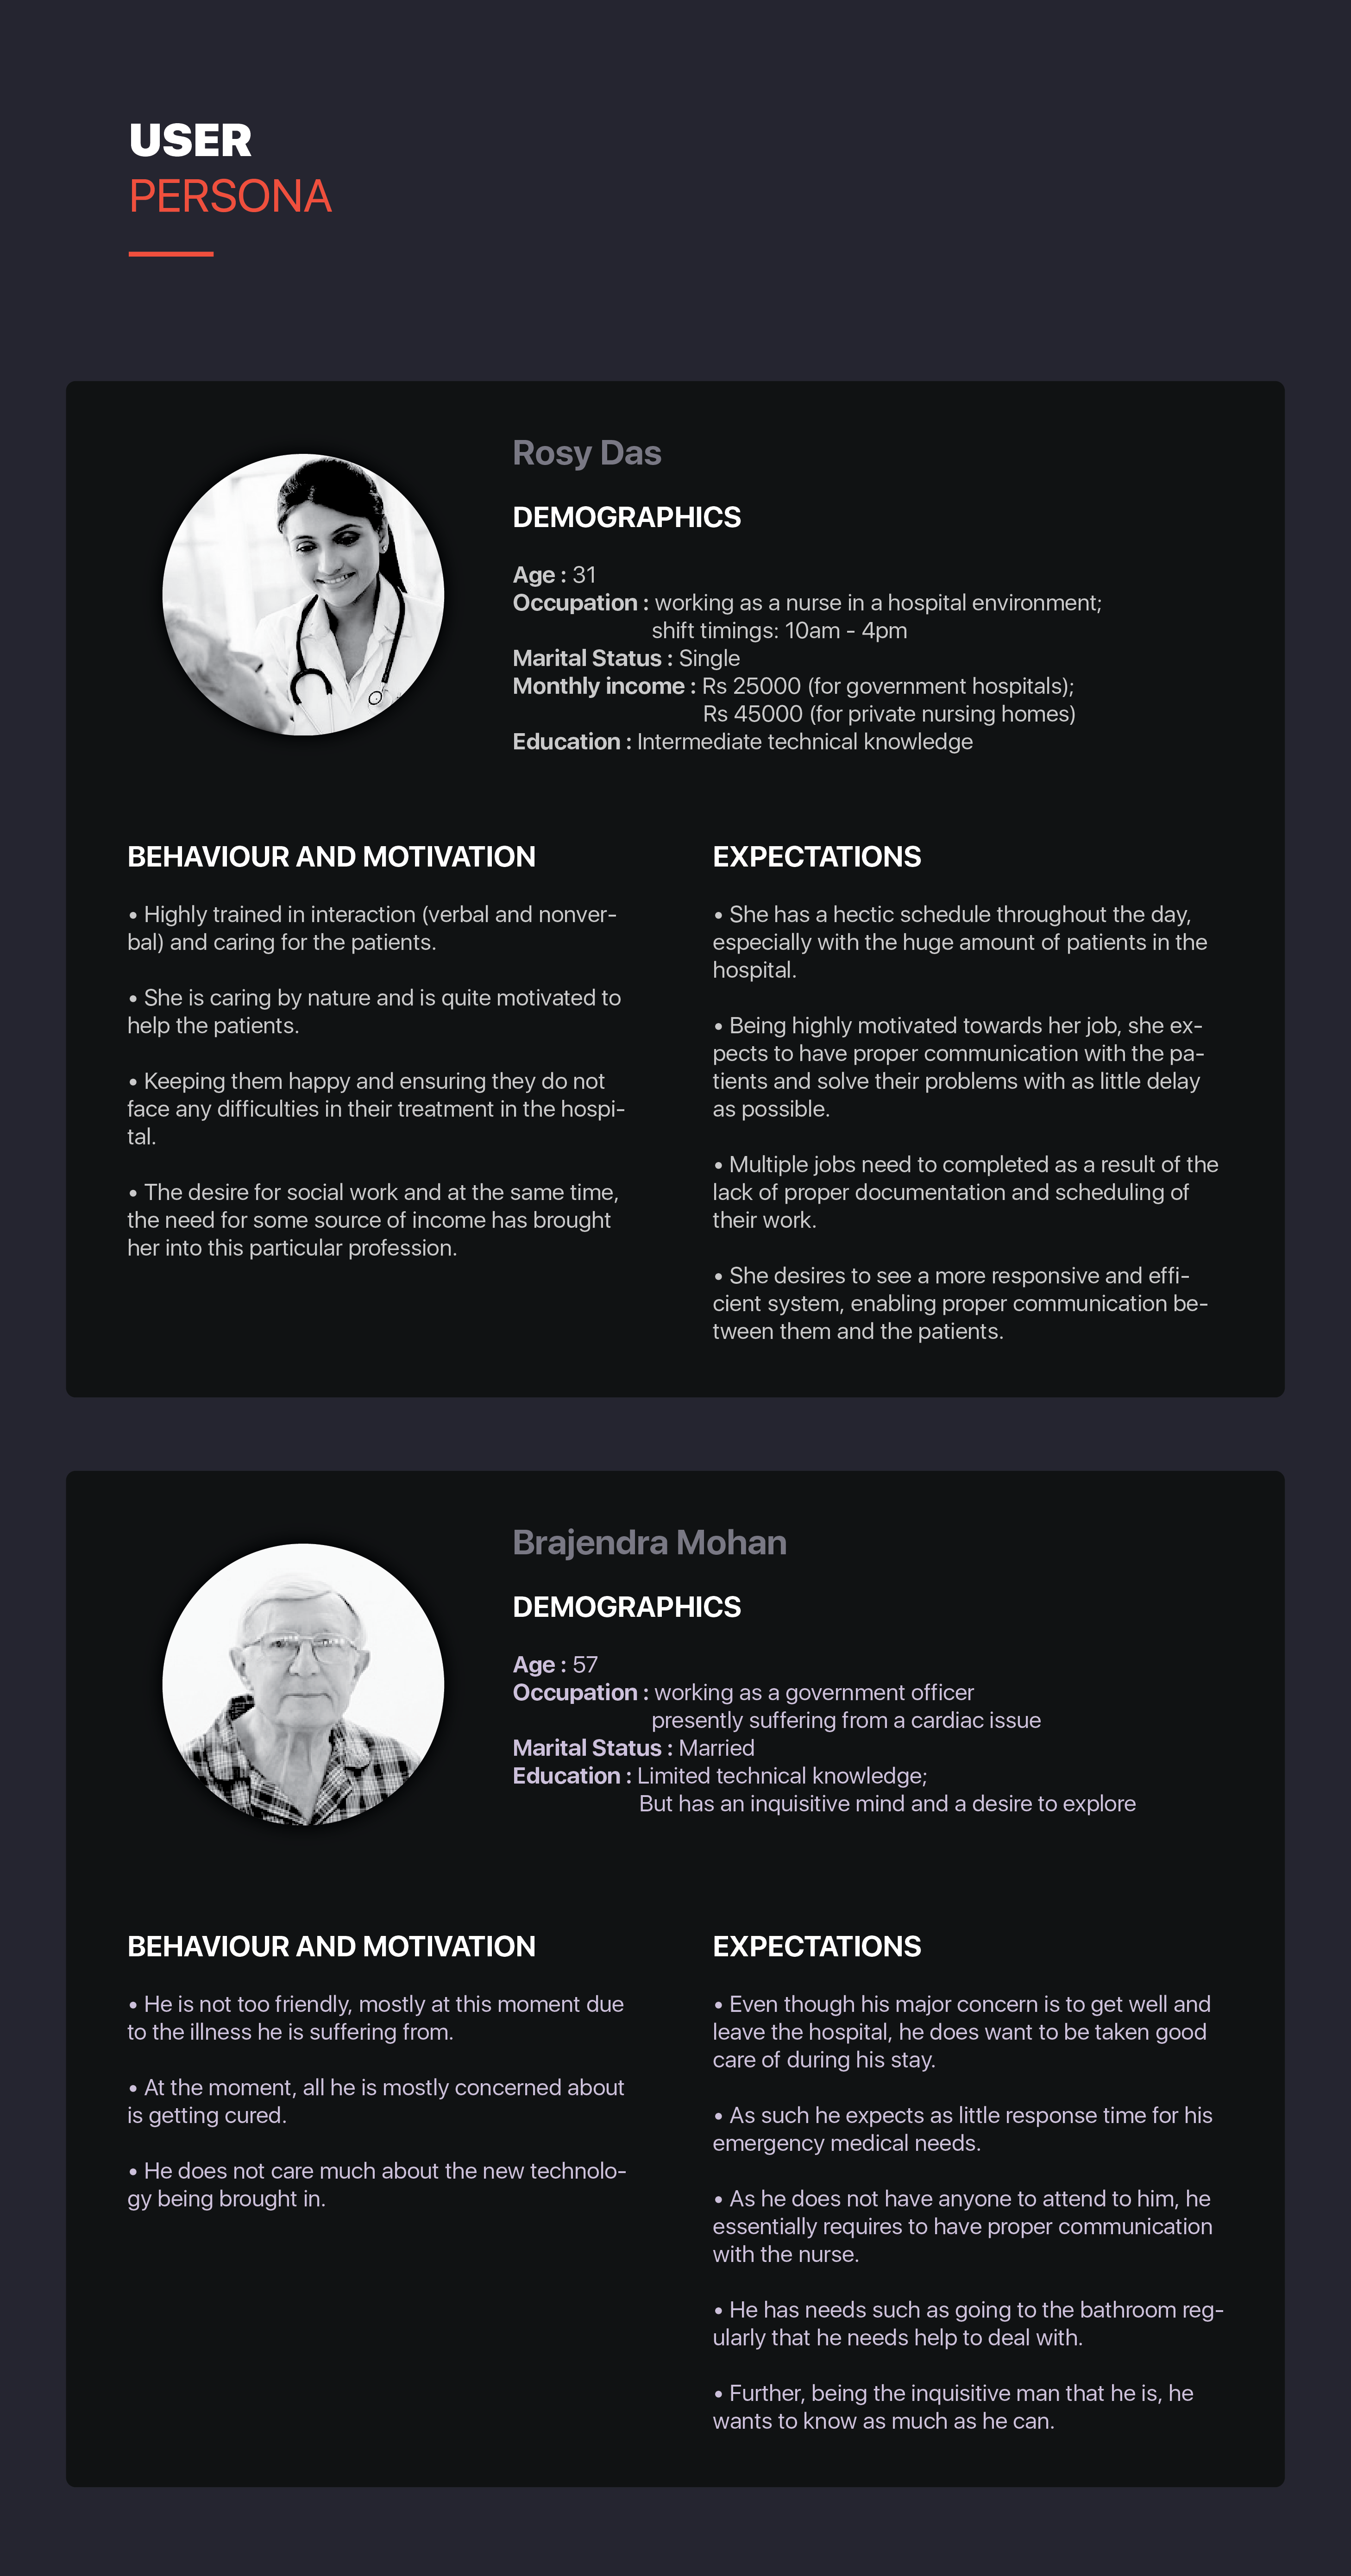 USER
PERSONA
Rosy Das
DEMOGRAPHICS
Age : 31
Occupation : working as a nurse in a hospital environment;
shift timings: 10am - 4pm
Marital Status : Single
Monthly income : Rs 25000 (for government hospitals);
Rs 45000 (for private nursing homes)
Education : Intermediate technical knowledge
BEHAVIOUR AND MOTIVATION
• Highly trained in interaction (verbal and nonver-
bal) and caring for the patients.
• She is caring by nature and is quite motivated to
help the patients.
• Keeping them happy and ensuring they do not
face any difficulties in their treatment in the hospi-
tal.
• The desire for social work and at the same time,
the need for some source of income has brought
her into this particular profession.
EXPECTATIONS
• She has a hectic schedule throughout the day,
especially with the huge amount of patients in the
hospital.
• Being highly motivated towards her job, she ex-
pects to have proper communication with the pa-
tients and solve their problems with as little delay
as possible.
• Multiple jobs need to completed as a result of the
lack of proper documentation and scheduling of
their work.
• She desires to see a more responsive and effi-
cient system, enabling proper communication be-
tween them and the patients.
Brajendra Mohan
DEMOGRAPHICS
Age : 57
Occupation : working as a government officer
presently suffering from a cardiac issue
Marital Status : Married
Education : Limited technical knowledge;
But has an inquisitive mind and a desire to explore
BEHAVIOUR AND MOTIVATION
• He is not too friendly, mostly at this moment due
to the illness he is suffering from.
• At the moment, all he is mostly concerned about
is getting cured.
• He does not care much about the new technolo-
gy being brought in.
EXPECTATIONS
• Even though his major concern is to get well and
leave the hospital, he does want to be taken good
care of during his stay.
• As such he expects as little response time for his
emergency medical needs.
• As he does not have anyone to attend to him, he
essentially requires to have proper communication
with the nurse.
• He has needs such as going to the bathroom reg-
ularly that he needs help to deal with.
• Further, being the inquisitive man that he is, he
wants to know as much as he can.